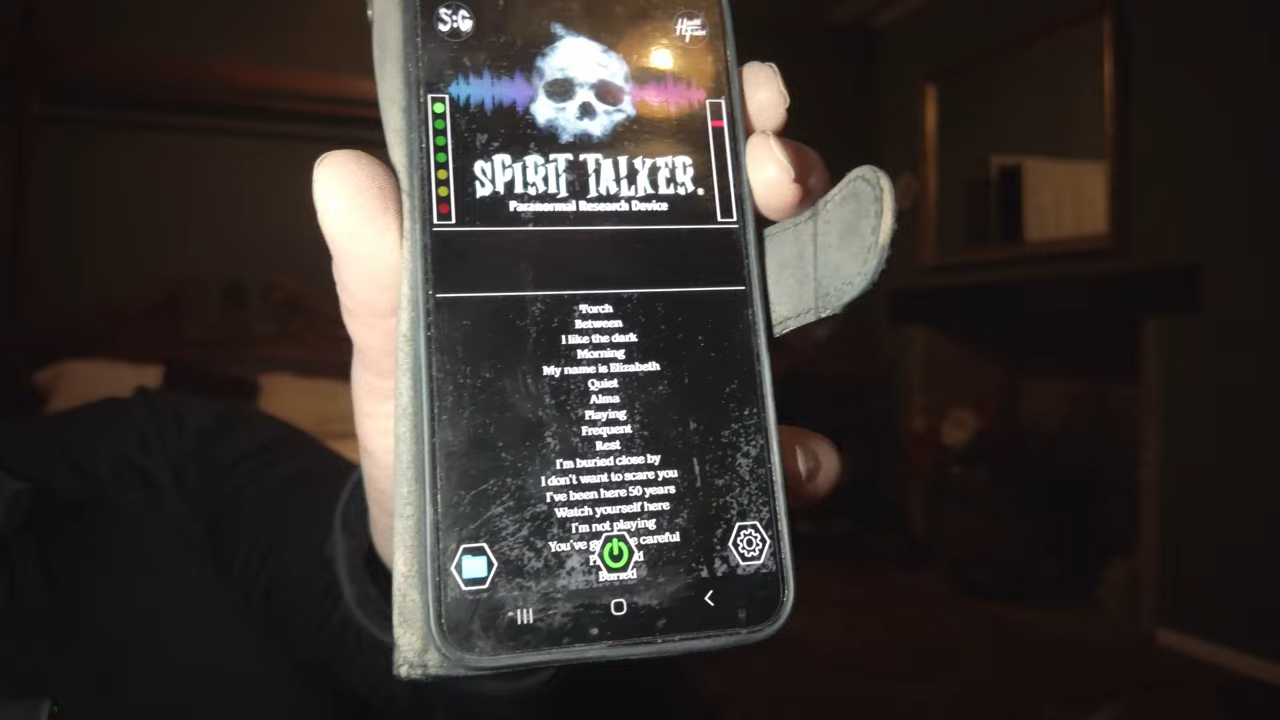 S:G
SPIRIT TALKER.
Paranormal Research Device
Torch
Between
I like the dark
Morning
My name is Elizabeth
Quiet
Alma
Playing
Frequent
Rest
I'm buried close by
I don't want to scare you
I've been here 50 years
Watch yourself here
I'm not playing
You've careful
Buried